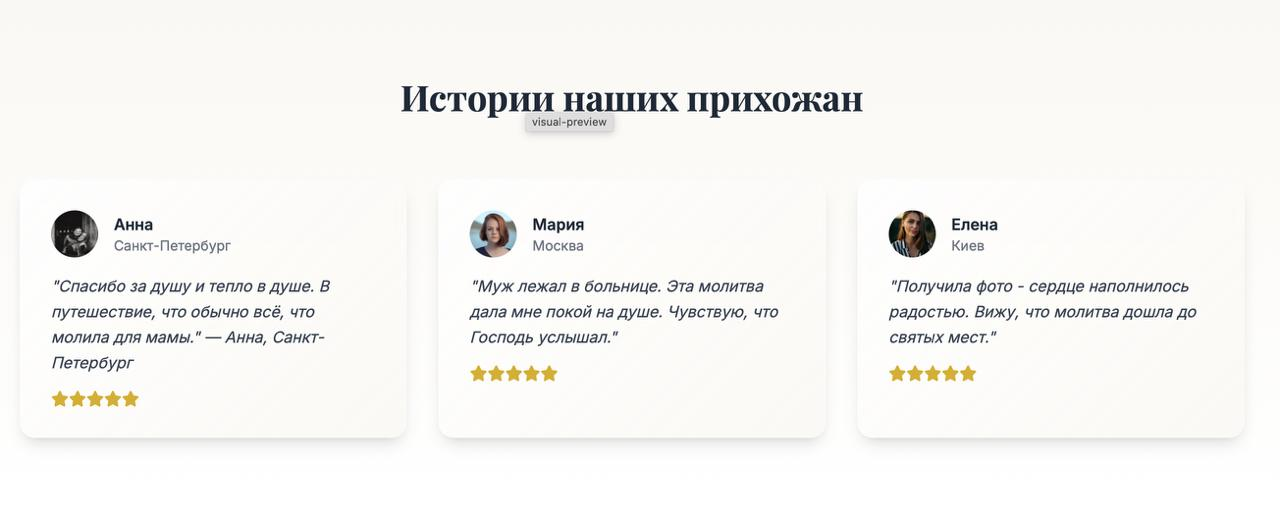 Истории наших прихожан
visual-preview
Анна
Санкт-Петербург
"Спасибо за душу и тепло в душе. В
путешествие, что обычно всё, что
молила для мамы." — Анна, Санкт-
Петербург
Мария
Москва
"Муж лежал в больнице. Эта молитва
дала мне покой на душе. Чувствую, что
Господь услышал."
Елена
Киев
"Получила фото - сердце наполнилось
радостью. Вижу, что молитва дошла до
святых мест."